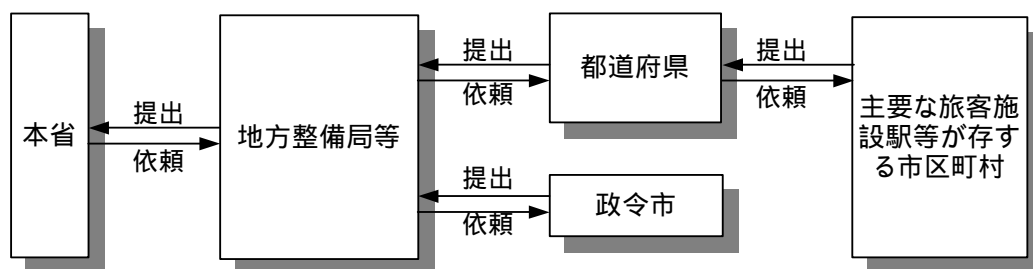 本省
提出
依頼
地方整備局等
提出
依頼
都道府県
提出
依頼
主要な旅客施
設駅等が存す
る市区町村
提出
依頼
政令市